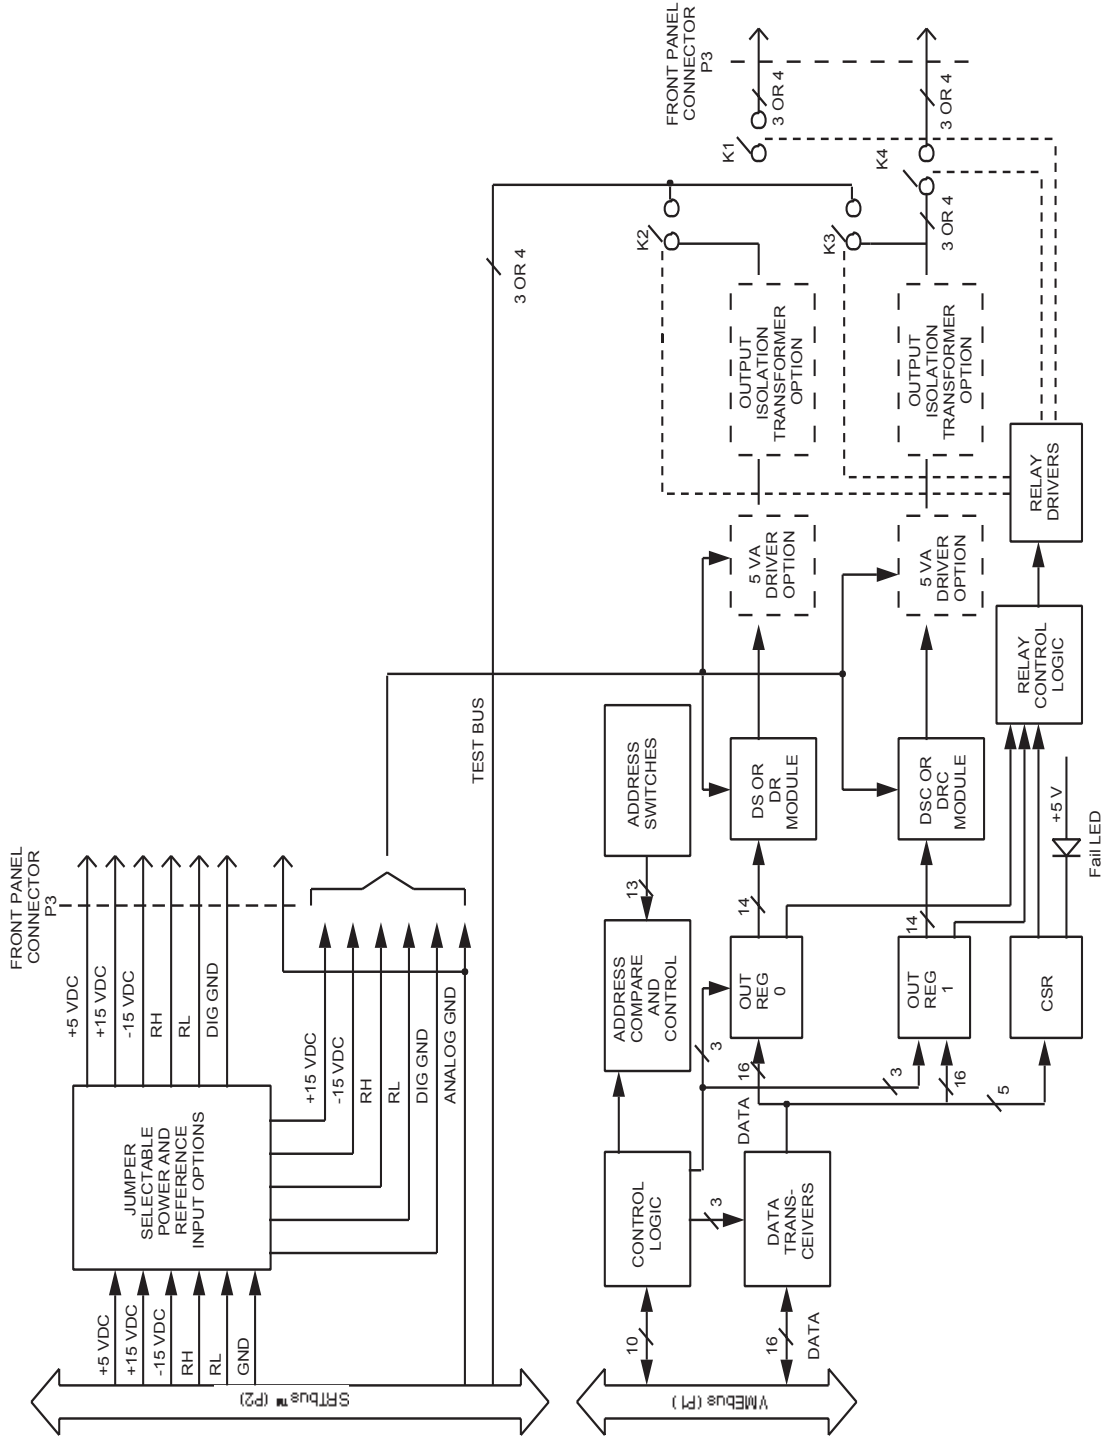 FRONT PANEL
CONNECTOR
P3
+5 VDC
+15 VDC
-15 VDC
RH
RL
GND
SRTbus™ (P2)
JUMPER
SELECTABLE
POWER AND
REFERENCE
INPUT OPTIONS
+5 VDC
+15 VDC
-15 VDC
RH
RL
DIG GND
+15 VDC
-15 VDC
RH
RL
DIG GND
ANALOG GND
TEST BUS
3 OR 4
FRONT PANEL
CONNECTOR
P3
VMEbus (P1)
10
16
DATA
CONTROL
LOGIC
3
DATA
TRANS-
CEIVERS
ADDRESS
COMPARE
AND
CONTROL
13
ADDRESS
SWITCHES
DATA
16
3
3
16
5
OUT
REG
0
14
DS OR
DR
MODULE
5 VA
DRIVER
OPTION
OUTPUT
ISOLATION
TRANSFORMER
OPTION
K2
K1
3 OR 4
OUT
REG
1
14
DSC OR
DRC
MODULE
5 VA
DRIVER
OPTION
OUTPUT
ISOLATION
TRANSFORMER
OPTION
K3
3 OR 4
K4
3 OR 4
CSR
+5 V
Fail LED
RELAY
CONTROL
LOGIC
RELAY
DRIVERS